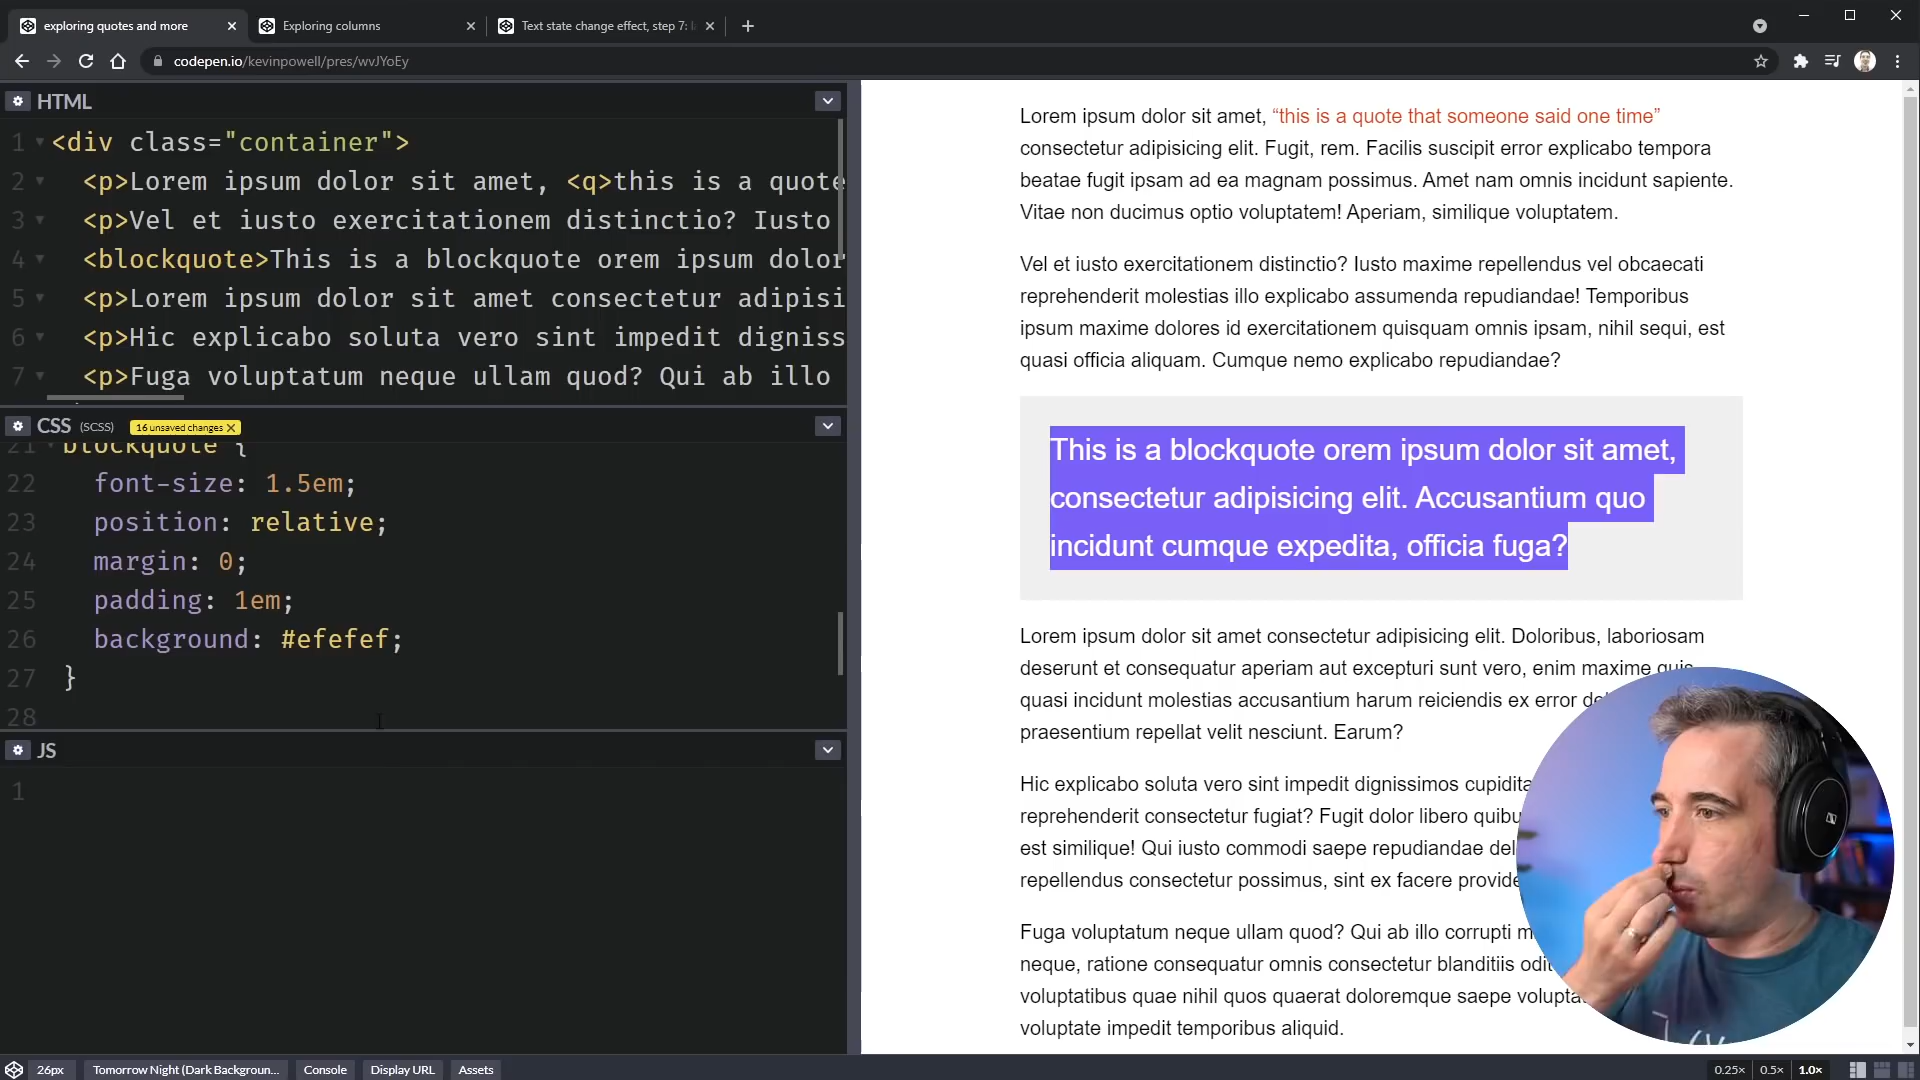 exploring quotes and more
Exploring columns
Text state change effect, step 7:
codepen.io/kevinpowell/pres/wvJYoEy
HTML
1 <div class="container">
2 <p>Lorem ipsum dolor sit amet, <q>this is a quote
3 <p>Vel et iusto exercitationem distinctio? Iusto
4 <blockquote>This is a blockquote orem ipsum dolor
5 <p>Lorem ipsum dolor sit amet consectetur adipisi
6 <p>Hic explicabo soluta vero sint impedit digniss
7 <p>Fuga voluptatum neque ullam quod? Qui ab illo
CSS (SCSS) 16 unsaved changes
21 blockquote {
22 font-size: 1.5em;
23 position: relative;
24 margin: 0;
25 padding: 1em;
26 background: #efefef;
27 }
28
JS
1
Lorem ipsum dolor sit amet, “this is a quote that someone said one time”
consectetur adipisicing elit. Fugit, rem. Facilis suscipit error explicabo tempora
beatae fugit ipsam ad ea magnam possimus. Amet nam omnis incidunt sapiente.
Vitae non ducimus optio voluptatem! Aperiam, similique voluptatem.
Vel et iusto exercitationem distinctio? Iusto maxime repellendus vel obcaecati
reprehenderit molestias illo explicabo assumenda repudiandae! Temporibus
ipsum maxime dolores id exercitationem quisquam omnis ipsam, nihil sequi, est
quasi officia aliquam. Cumque nemo explicabo repudiandae?
This is a blockquote orem ipsum dolor sit amet,
consectetur adipisicing elit. Accusantium quo
incidunt cumque expedita, officia fuga?
Lorem ipsum dolor sit amet consectetur adipisicing elit. Doloribus, laboriosam
deserunt et consequatur aperiam aut excepturi sunt vero, enim maxime quis
quasi incidunt molestias accusantium harum reiciendis ex error de
praesentium repellat velit nesciunt. Earum?
Hic explicabo soluta vero sint impedit dignissimos cupidita
reprehenderit consectetur fugiat? Fugit dolor libero quibu
est similique! Qui iusto commodi saepe repudiandae del
repellendus consectetur possimus, sint ex facere provide
Fuga voluptatum neque ullam quod? Qui ab illo corrupti m
neque, ratione consequatur omnis consectetur blanditiis odit
voluptatibus quae nihil quos quaerat doloremque saepe volupta
voluptate impedit temporibus aliquid.
26px Tomorrow Night (Dark Backgroun... Console Display URL Assets 0.25× 0.5× 1.0×